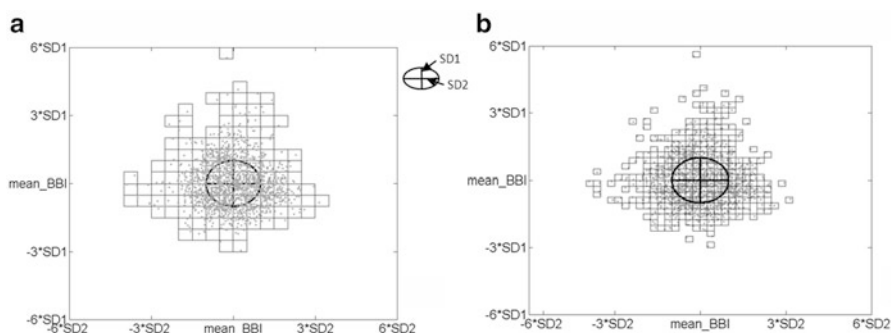 a
6*SD1
3*SD1
mean_BBI
-3*SD1
-6*SD1
-6*SD2
-3*SD2
mean_BBI
3*SD2
6*SD2
SD1
SD2
b
6*SD1
3*SD1
mean_BBI
-3*SD1
-6*SD1
-6*SD2
-3*SD2
mean_BBI
3*SD2
6*SD2